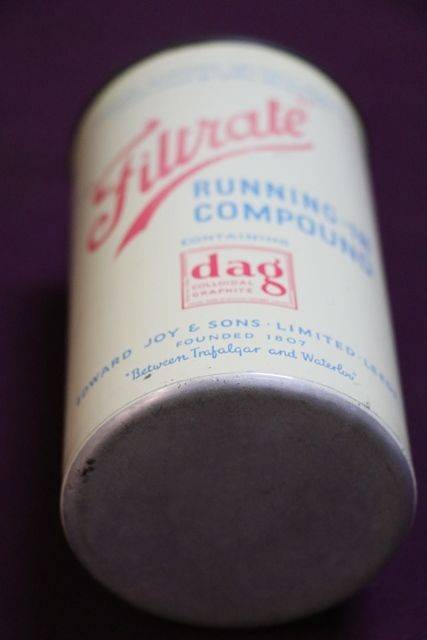 Filtrate
RUNNING-IN
COMPOUND
CONTAINING
dag
COLLOIDAL
GRAPHITE
EDWARD JOY & SONS · LIMITED · LEEDS
FOUNDED 1807
"Between Trafalgar and Waterloo"